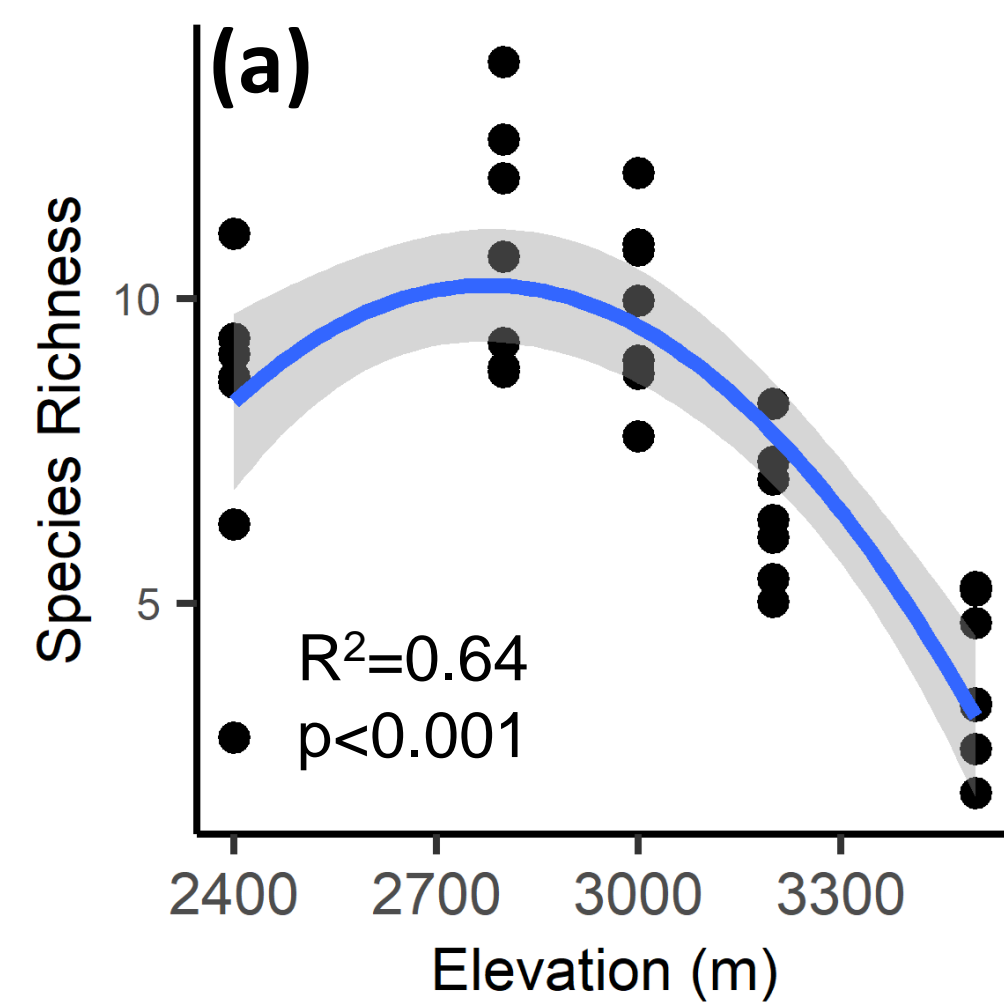 (a)
Species Richness
10
5
R²=0.64
p<0.001
2400 2700 3000 3300
Elevation (m)